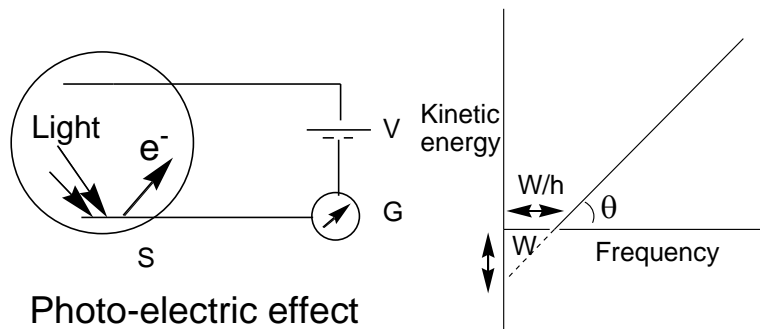 Light
e-
V
G
S
Photo-electric effect
Kinetic
energy
W/h
θ
W
Frequency